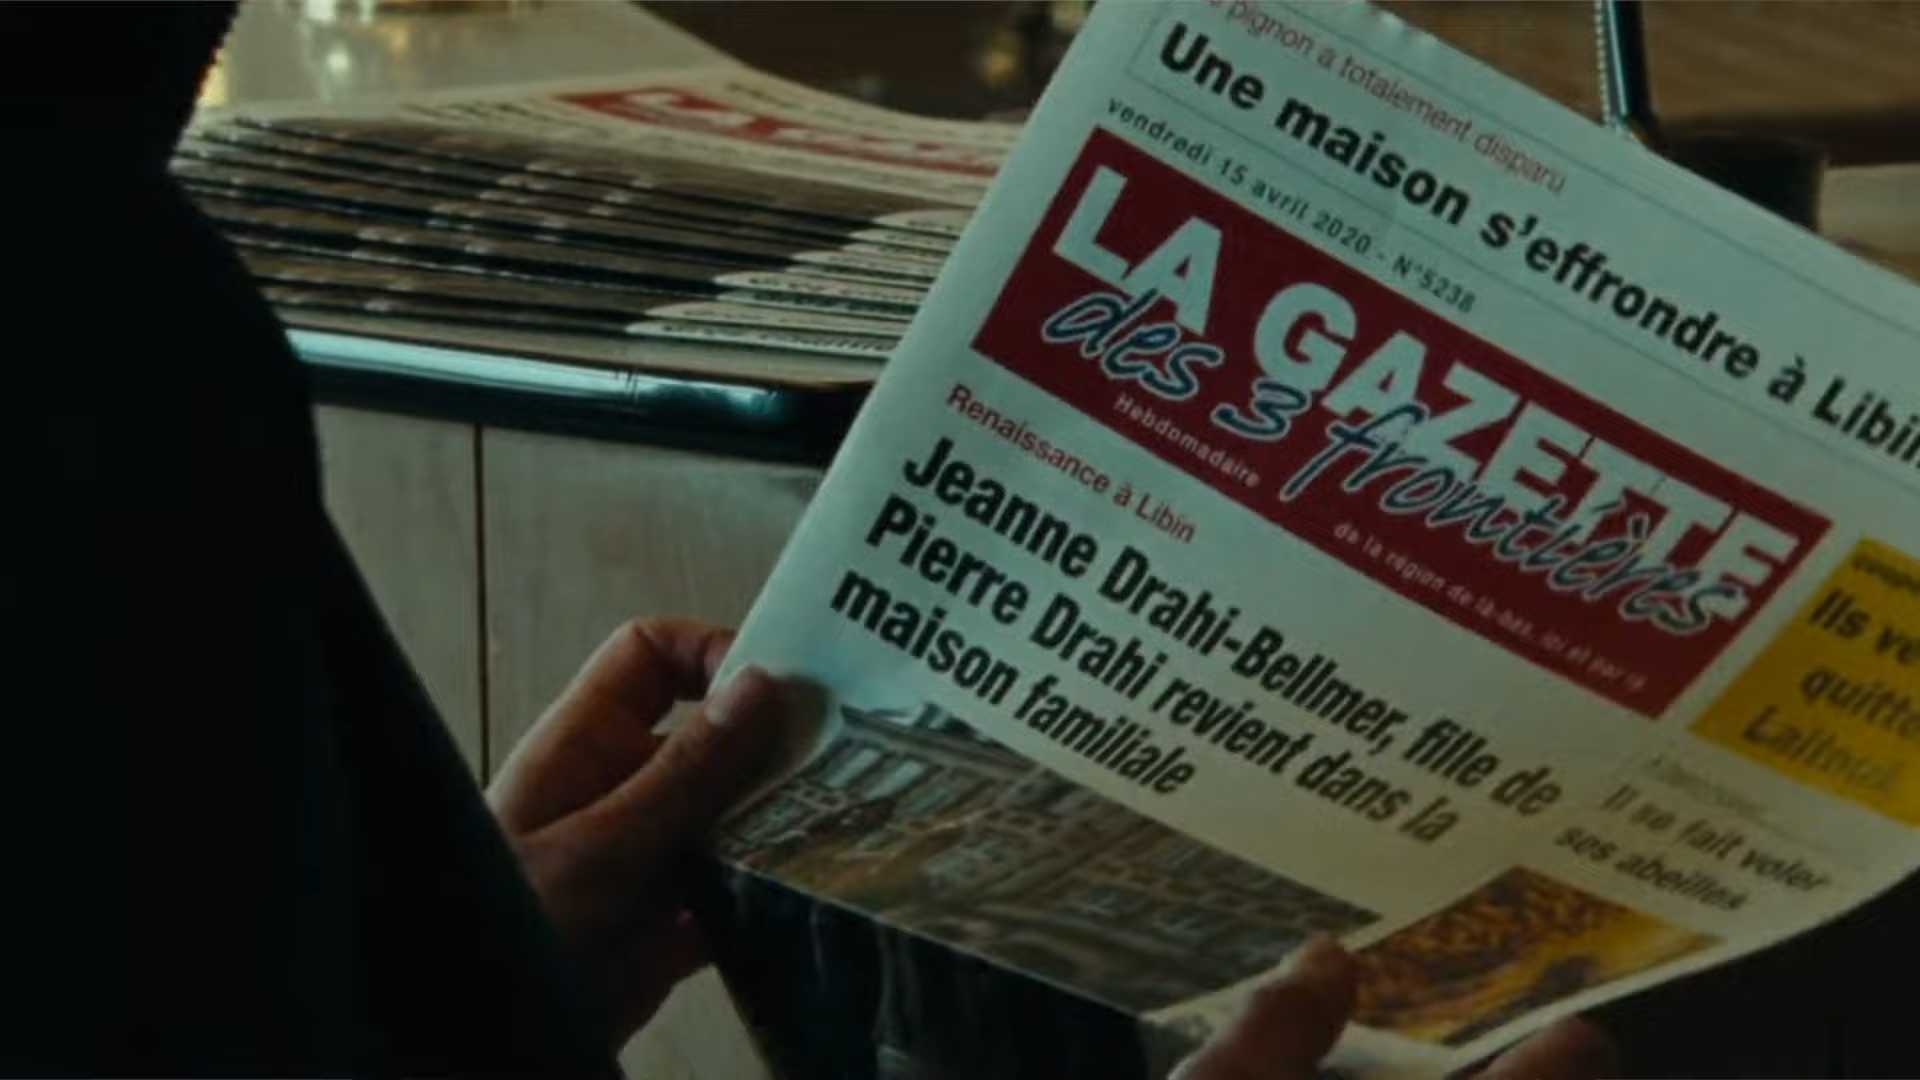 pignon a totalement disparu
Une maison s'effrondre à Libin
vendredi 15 avril 2020 - N°5238
LA GAZETTE
des 3 frontières
Hebdomadaire
de la région de là-bas, ici et par là
Renaissance à Libin
Jeanne Drahi-Bellmer, fille de
Pierre Drahi revient dans la
maison familiale
Ils
Il se fait voler
ses abeilles